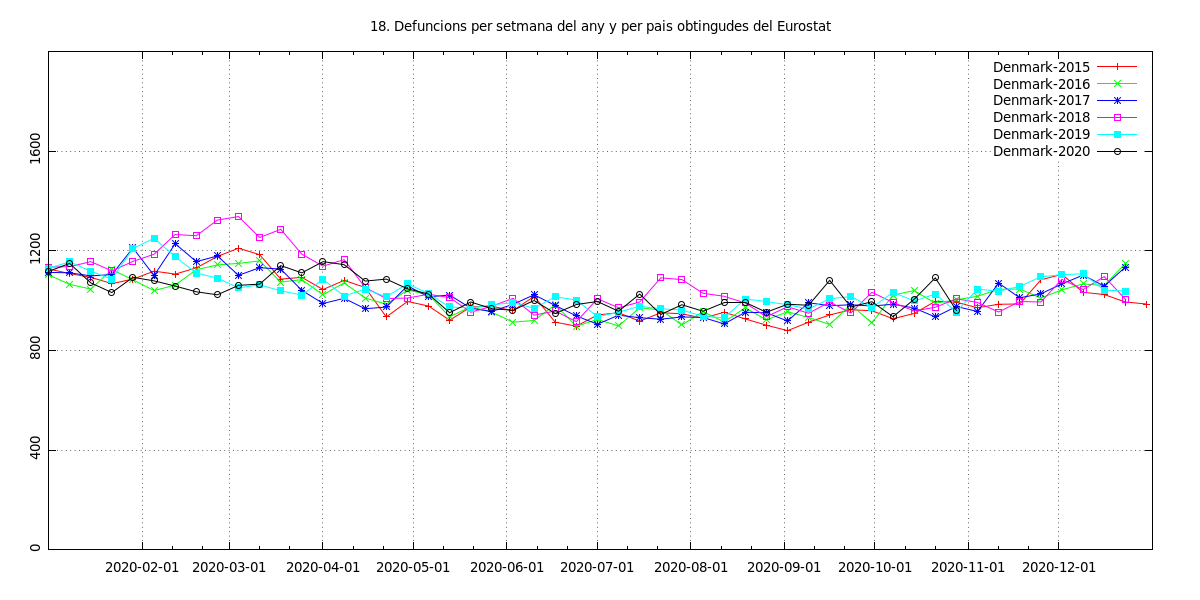 18. Defuncions per setmana del any y per pais obtingudes del Eurostat
Denmark-2015
Denmark-2016
Denmark-2017
Denmark-2018
Denmark-2019
Denmark-2020
1600
1200
800
400
0
2020-02-01 2020-03-01 2020-04-01 2020-05-01 2020-06-01 2020-07-01 2020-08-01 2020-09-01 2020-10-01 2020-11-01 2020-12-01